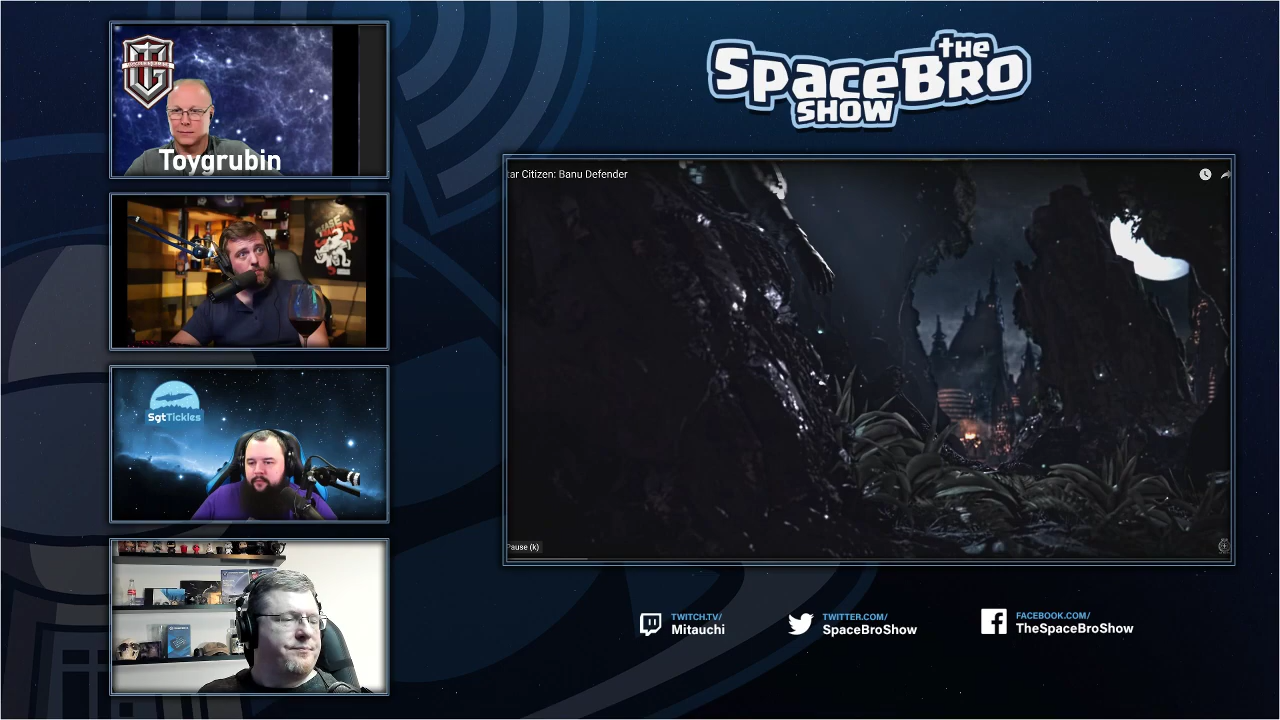 THE
SPACEBRO
SHOW
TG
Toygrubin
SgtTickles
tar Citizen: Banu Defender
Pause (k)
TWITCH.TV/
Mitauchi
TWITTER.COM/
SpaceBroShow
FACEBOOK.COM/
TheSpaceBroShow